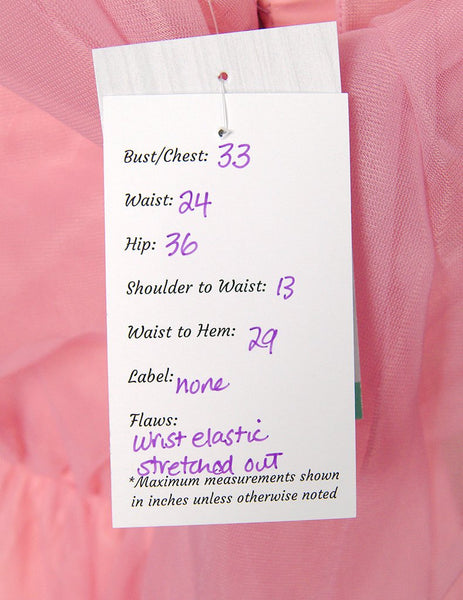 Bust/Chest: 33
Waist: 24
Hip: 36
Shoulder to Waist: 13
Waist to Hem: 29
Label: none
Flaws:
wrist elastic
stretched out
*Maximum measurements shown
in inches unless otherwise noted